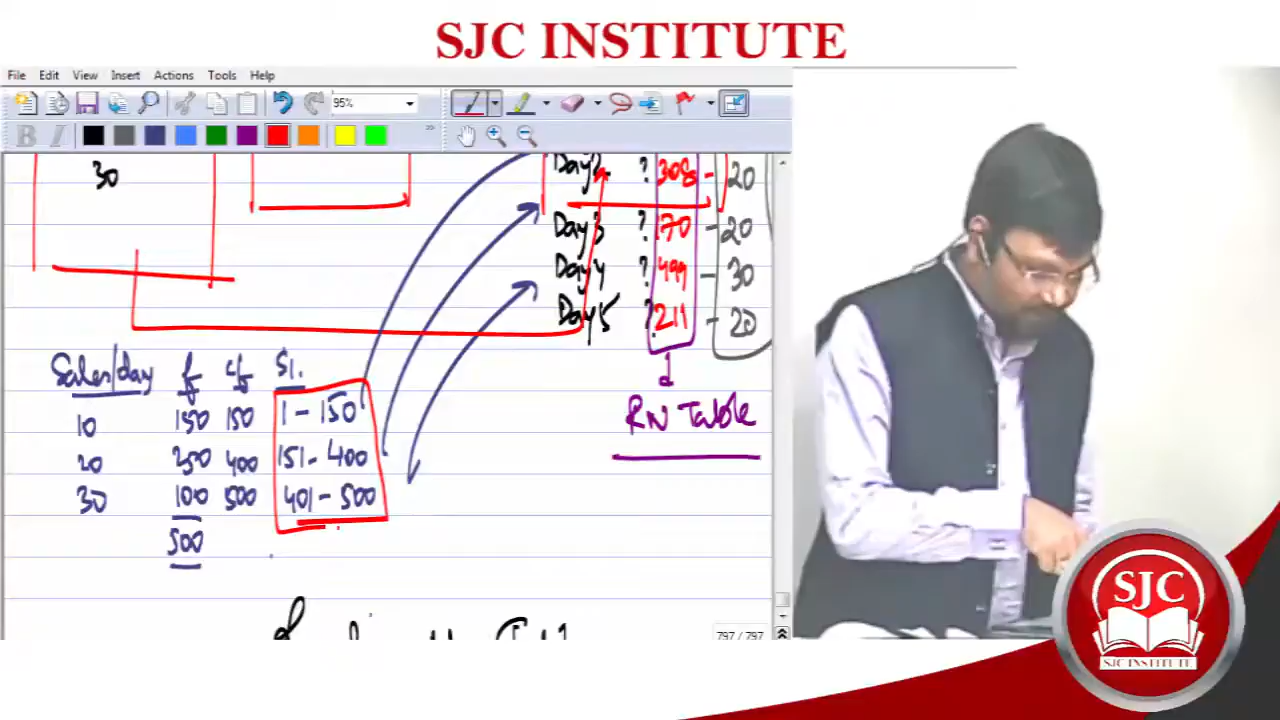 SJC INSTITUTE
File Edit View Insert Actions Tools Help
95%
B I
30
Day2 ? 308 - 20
Day3 ? 170 - 20
Day4 ? 499 - 30
Day5 ? 211 - 20
RN Table
Sales/day f c/f SI.
10 150 150 1 - 150
20 250 400 151 - 400
30 100 500 401 - 500
500
797 / 797
SJC
SJC INSTITUTE